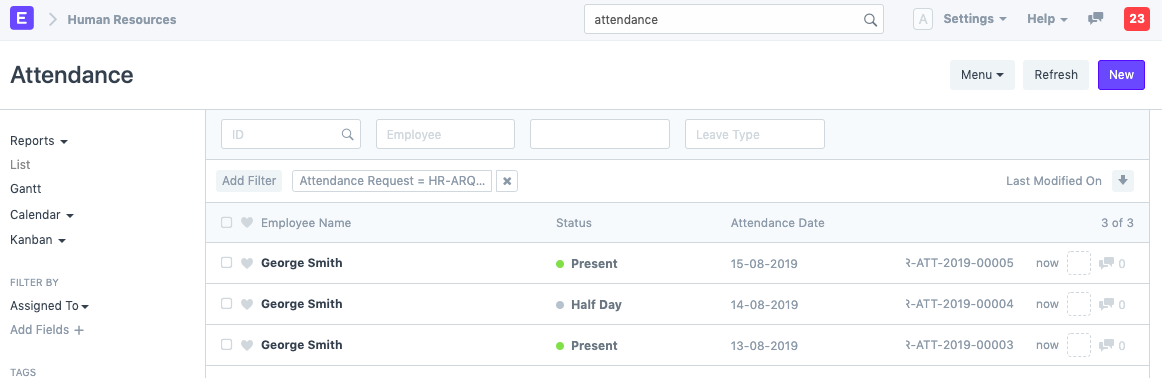 E Human Resources attendance A Settings Help 23
Attendance Menu Refresh New
Reports
List
Gantt
Calendar
Kanban
FILTER BY
Assigned To
Add Fields +
TAGS
ID Employee Leave Type
Add Filter Attendance Request = HR-ARQ... × Last Modified On
Employee Name Status Attendance Date 3 of 3
George Smith Present 15-08-2019 R-ATT-2019-00005 now 0
George Smith Half Day 14-08-2019 R-ATT-2019-00004 now 0
George Smith Present 13-08-2019 R-ATT-2019-00003 now 0